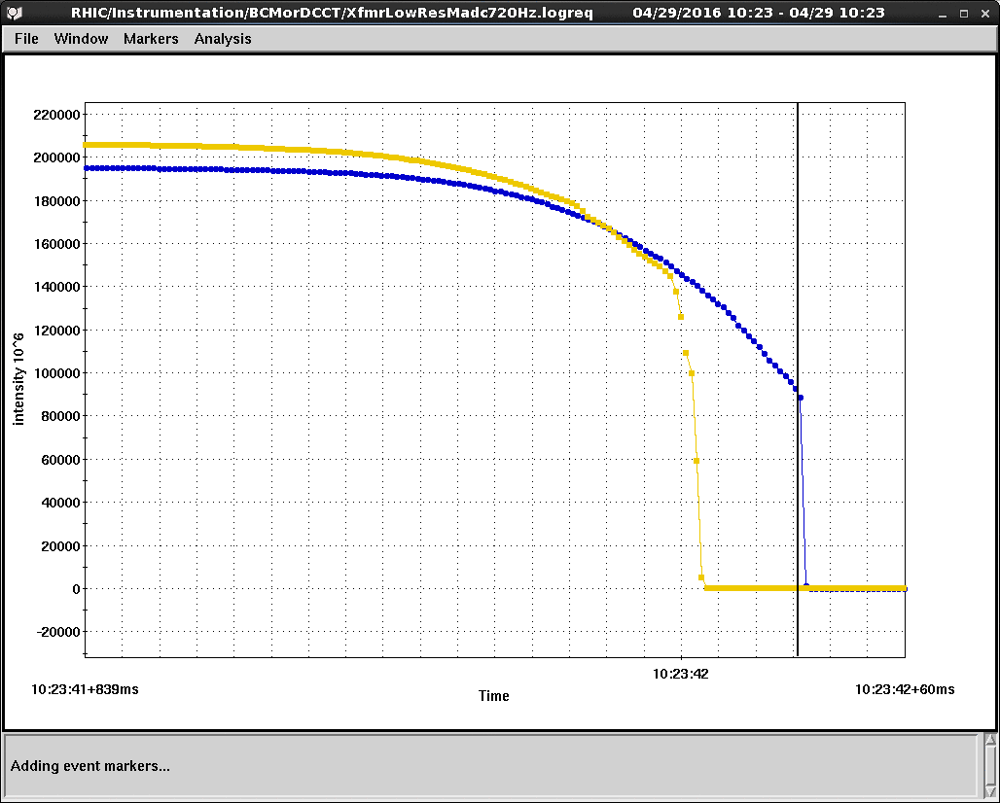 RHIC/Instrumentation/BCMorDCCT/XfmrLowResMadc720Hz.logreq 04/29/2016 10:23 - 04/29 10:23
File Window Markers Analysis
220000
200000
180000
160000
140000
120000
100000
80000
60000
40000
20000
0
-20000
intensity 10^6
10:23:42
10:23:41+839ms
10:23:42+60ms
Time
Adding event markers...